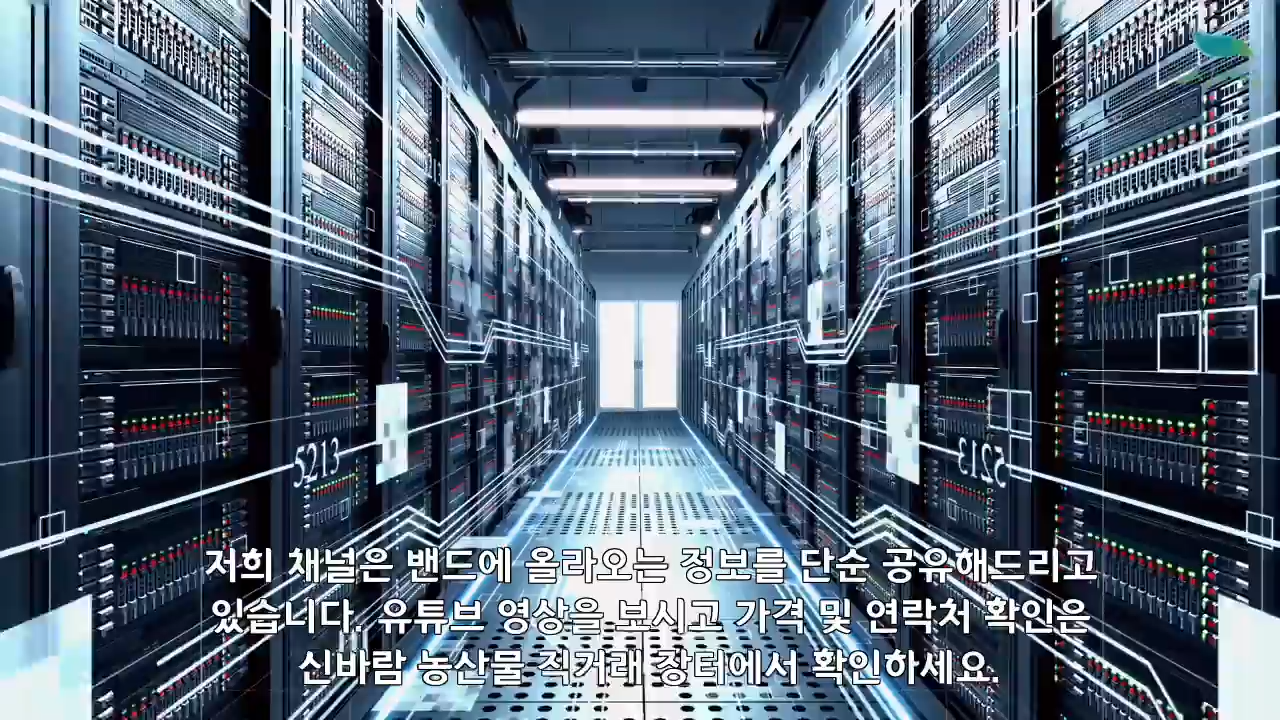 5213
5213
저희 채널은 밴드에 올라오는 정보를 단순 공유해드리고
있습니다. 유튜브 영상을 보시고 가격 및 연락처 확인은
신바람 농산물 직거래 장터에서 확인하세요.